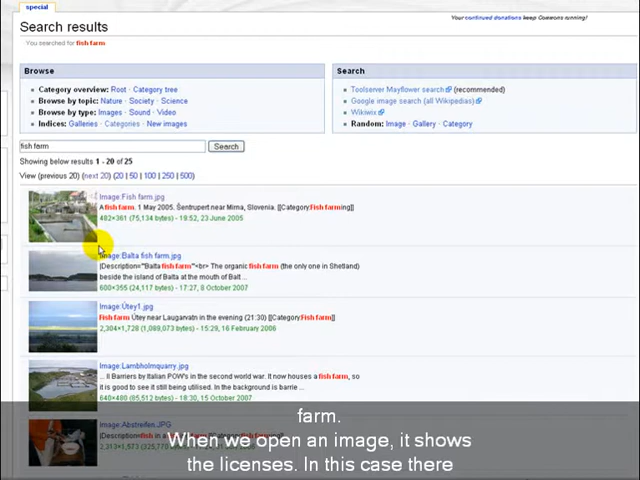 special
Your continued donations keep Commons running!
Search results
You searched for fish farm
Browse
Category overview: Root · Category tree
Browse by topic: Nature · Society · Science
Browse by type: Images · Sound · Video
Indices: Galleries · Categories · New images
Search
Toolserver Mayflower search (recommended)
Google image search (all Wikipedias)
Wikiwix
Random: Image · Gallery · Category
fish farm
Search
Showing below results 1 - 20 of 25
View (previous 20) (next 20) (20 | 50 | 100 | 250 | 500)
Image:Fish farm.jpg
A fish farm. 1 May 2005. Šentrupert near Mirna, Slovenia. [[Category:Fish farming]]
482×361 (75,134 bytes) - 19:52, 23 June 2005
Image:Balta fish farm.jpg
{Description="'Balta fish farm'"<br> The organic fish farm (the only one in Shetland)
beside the island of Balta at the mouth of Balt ...
600×355 (24,117 bytes) - 17:27, 8 October 2007
Image:Útey1.jpg
Fish farm Útey near Laugarvatn in the evening (21:30) [[Category:Fish farming]]
2,304×1,728 (1,099,073 bytes) - 15:29, 16 February 2006
Image:Lambholmquarry.jpg
... II Barriers by Italian POW's in the second world war. It now houses a fish farm, so
it is good to see it still being utilised. In the background is barrie ...
640×480 (85,512 bytes) - 18:30, 15 October 2007
Image:Abstreifen.JPG
farm.
When we open an image, it shows
the licenses. In this case there